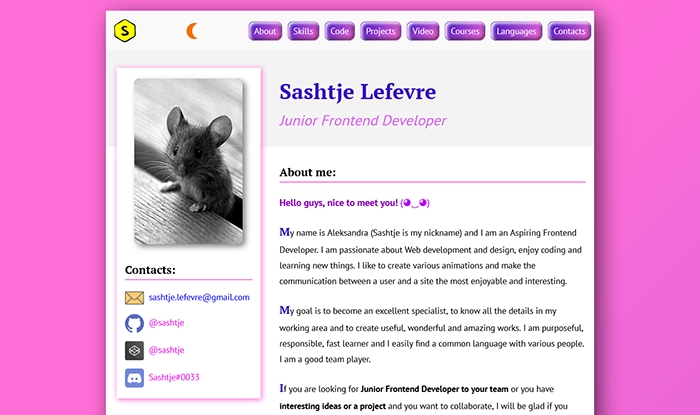 S
About Skills Code Projects Video Courses Languages Contacts
Sashtje Lefevre
Junior Frontend Developer
About me:
Hello guys, nice to meet you! (◕‿◕)
My name is Aleksandra (Sashtje is my nickname) and I am an Aspiring Frontend
Developer. I am passionate about Web development and design, enjoy coding and
learning new things. I like to create various animations and make the
communication between a user and a site the most enjoyable and interesting.
My goal is to become an excellent specialist, to know all the details in my
working area and to create useful, wonderful and amazing works. I am purposeful,
responsible, fast learner and I easily find a common language with various people.
I am a good team player.
If you are looking for Junior Frontend Developer to your team or you have
interesting ideas or a project and you want to collaborate, I will be glad if you
Contacts:
sashtje.lefevre@gmail.com
@sashtje
@sashtje
Sashtje#0033